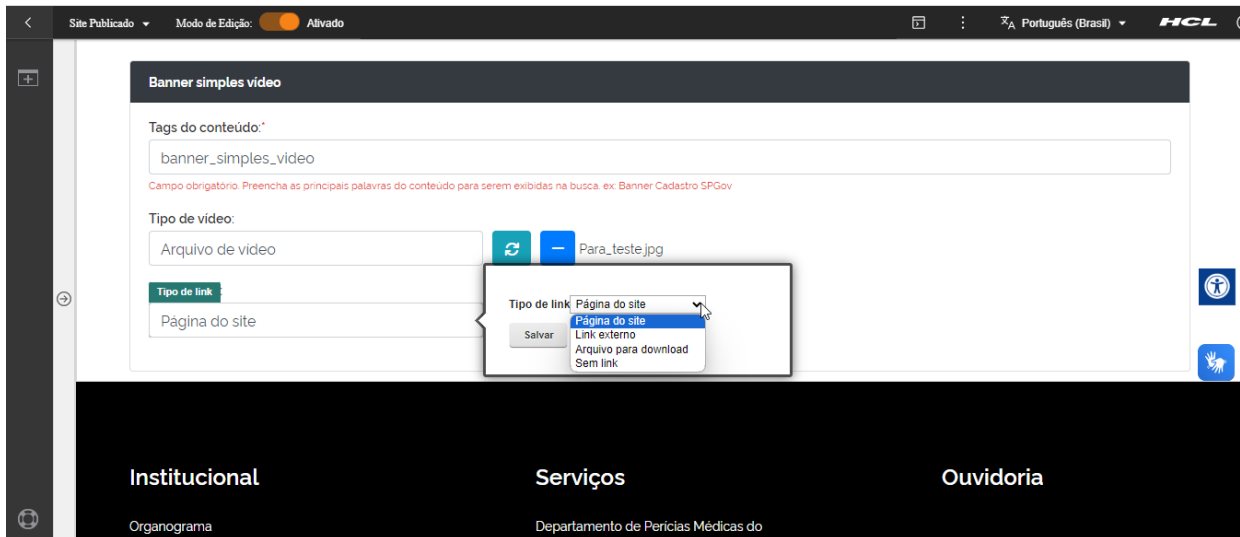 Site Publicado
Modo de Edição:
Ativado
Português (Brasil)
HCL
Banner simples vídeo
Tags do conteúdo:*
banner_simples_video
Campo obrigatório. Preencha as principais palavras do conteúdo para serem exibidas na busca. ex: Banner Cadastro SPGov
Tipo de vídeo:
Arquivo de vídeo
Para_teste.jpg
Tipo de link
Página do site
Tipo de link
Página do site
Página do site
Link externo
Arquivo para download
Sem link
Salvar
Institucional
Serviços
Ouvidoria
Organograma
Departamento de Perícias Médicas do